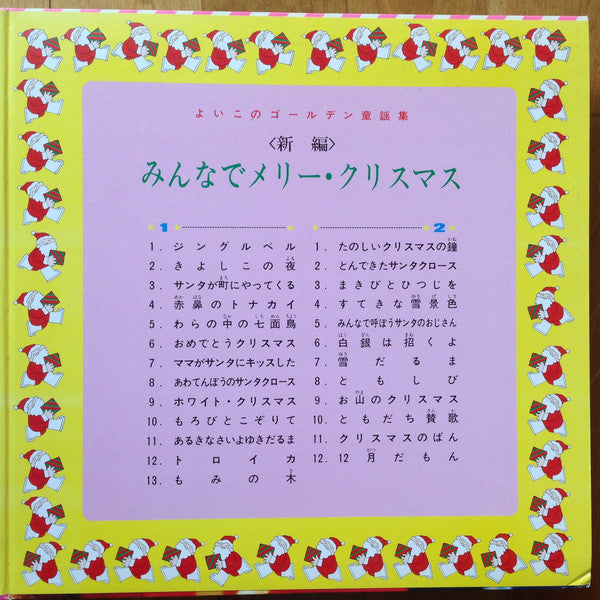 よいこのゴールデン童謡集
〈新 編〉
みんなでメリー・クリスマス
1
1. ジングルベル
2. きよしこの夜
3. サンタが町にやってくる
4. 赤鼻のトナカイ
5. わらの中の七面鳥
6. おめでとうクリスマス
7. ママがサンタにキッスした
8. あわてんぼうのサンタクロース
9. ホワイト・クリスマス
10. もろびとこぞりて
11. あるきなさいよゆきだるま
12. トロイカ
13. もみの木
2
1. たのしいクリスマスの鐘
2. とんできたサンタクロース
3. まきびとひつじを
4. すてきな雪景色
5. みんなで呼ぼうサンタのおじさん
6. 白銀は招くよ
7. 雪だるま
8. ともしび
9. お山のクリスマス
10. ともだち賛歌
11. クリスマスのばん
12. 12月だもん